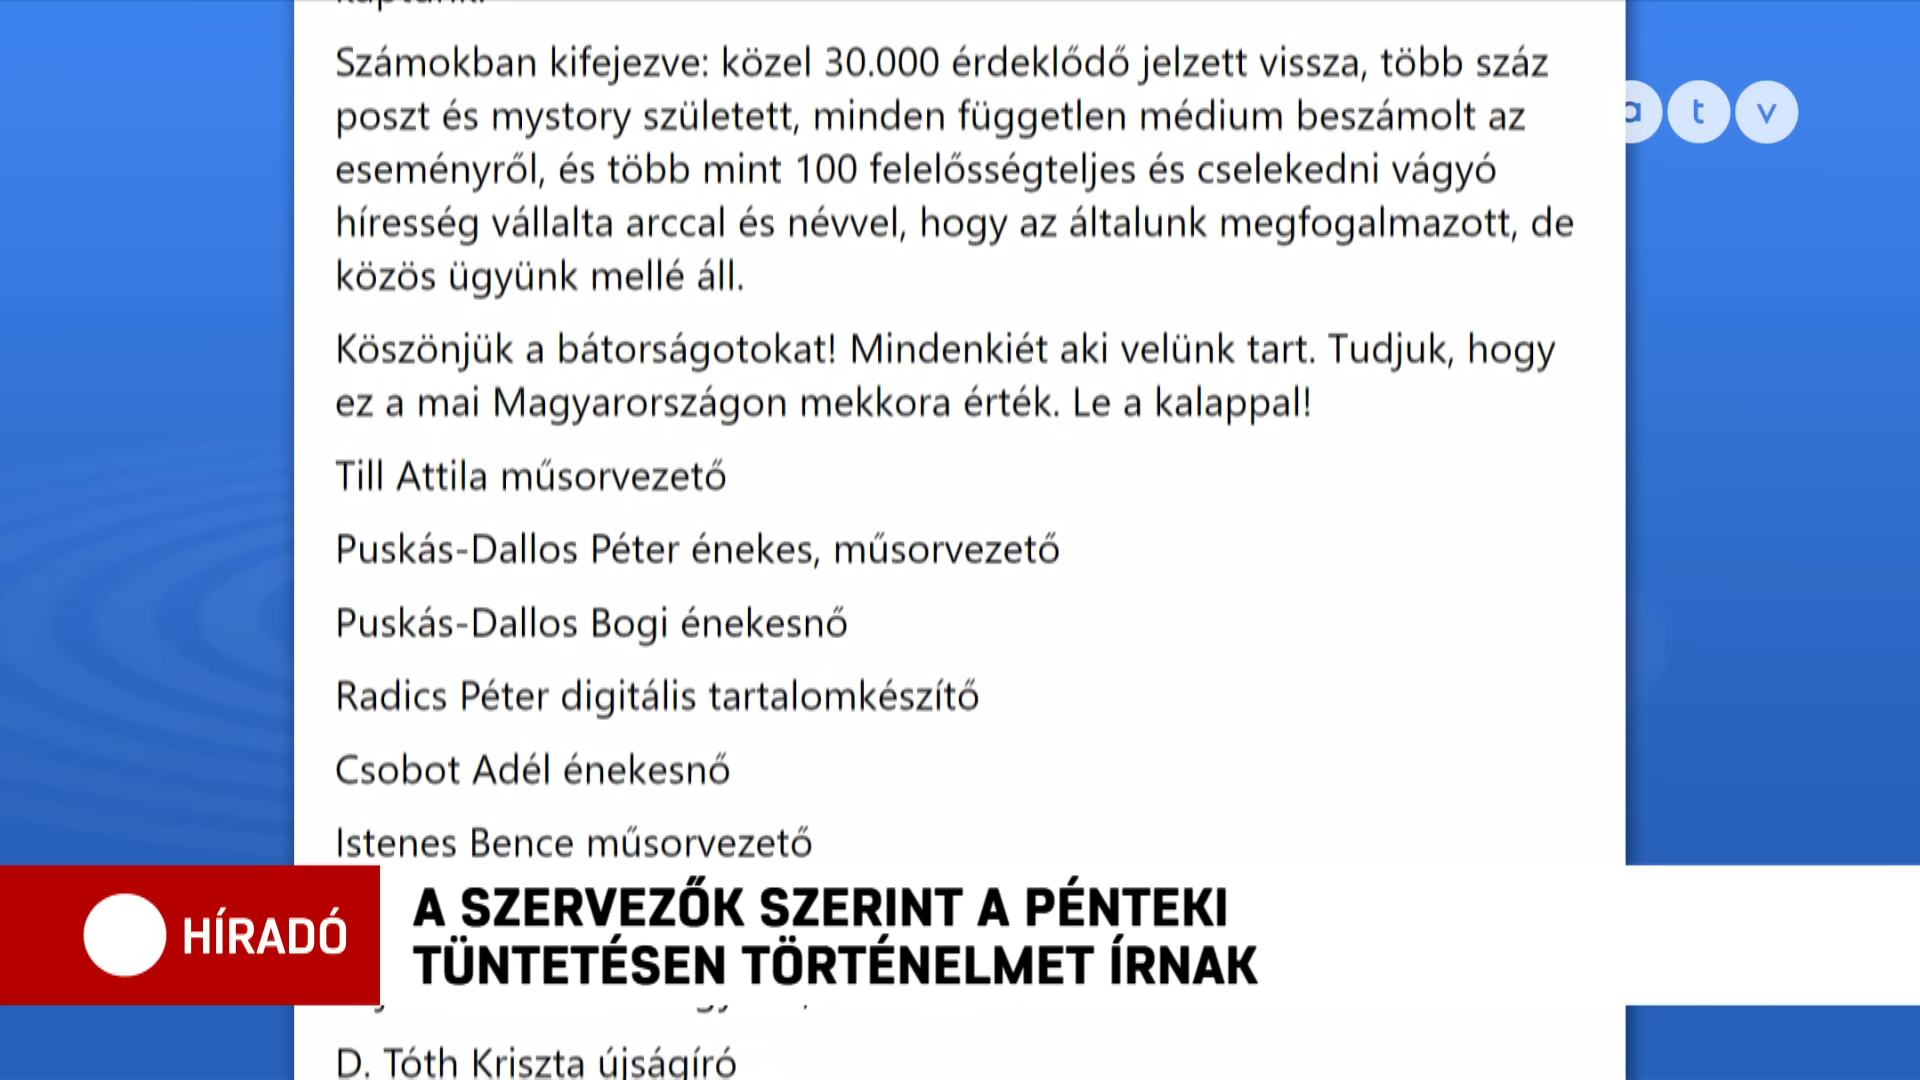 Számokban kifejezve: közel 30.000 érdeklődő jelzett vissza, több száz
poszt és mystory született, minden független médium beszámolt az
eseményről, és több mint 100 felelősségteljes és cselekedni vágyó
híresség vállalta arccal és névvel, hogy az általunk megfogalmazott, de
közös ügyünk mellé áll.
Köszönjük a bátorságotokat! Mindenkiét aki velünk tart. Tudjuk, hogy
ez a mai Magyarországon mekkora érték. Le a kalappal!
Till Attila műsorvezető
Puskás-Dallos Péter énekes, műsorvezető
Puskás-Dallos Bogi énekesnő
Radics Péter digitális tartalomkészítő
Csobot Adél énekesnő
Istenes Bence műsorvezető
D. Tóth Kriszta újságíró
atv
HÍRADÓ
A SZERVEZŐK SZERINT A PÉNTEKI
TÜNTETÉSEN TÖRTÉNELMET ÍRNAK